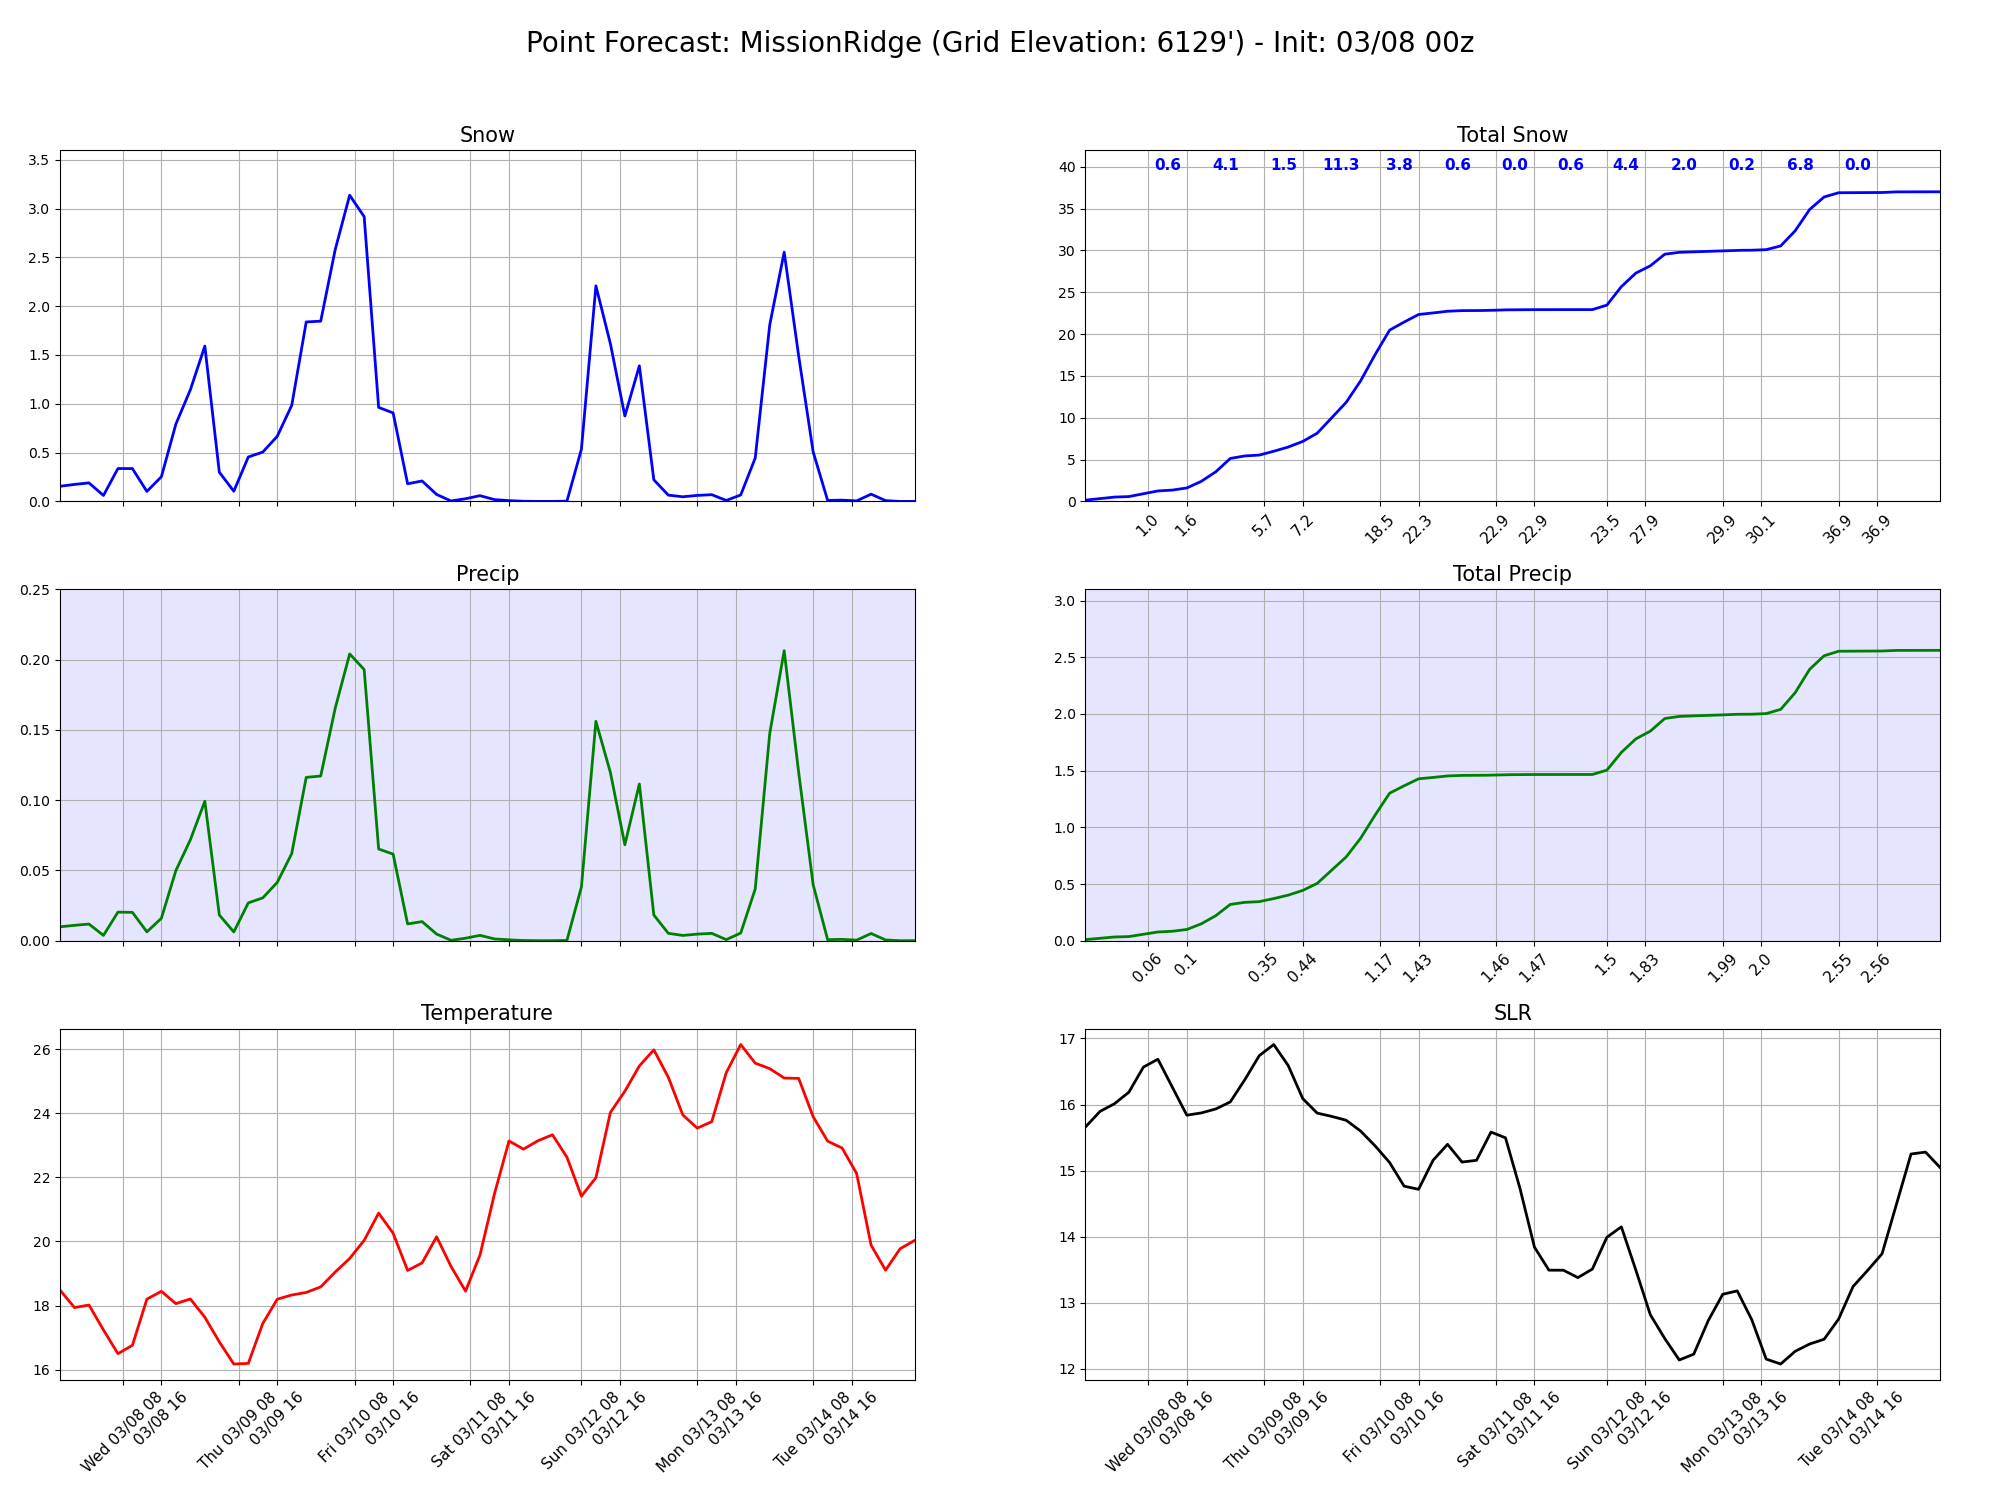 Point Forecast: MissionRidge (Grid Elevation: 6129') - Init: 03/08 00z
Snow
3.5
3.0
2.5
2.0
1.5
1.0
0.5
0.0
Total Snow
0.6 4.1 1.5 11.3 3.8 0.6 0.0 0.6 4.4 2.0 0.2 6.8 0.0
40
35
30
25
20
15
10
5
0
1.0 1.6 5.7 7.2 18.5 22.3 22.9 22.9 23.5 27.9 29.9 30.1 36.9 36.9
Precip
0.25
0.20
0.15
0.10
0.05
0.00
Total Precip
3.0
2.5
2.0
1.5
1.0
0.5
0.0
0.06 0.1 0.35 0.44 1.17 1.43 1.46 1.47 1.5 1.83 1.99 2.0 2.55 2.56
Temperature
26
24
22
20
18
16
Wed 03/08 08
03/08 16
Thu 03/09 08
03/09 16
Fri 03/10 08
03/10 16
Sat 03/11 08
03/11 16
Sun 03/12 08
03/12 16
Mon 03/13 08
03/13 16
Tue 03/14 08
03/14 16
SLR
17
16
15
14
13
12
Wed 03/08 08
03/08 16
Thu 03/09 08
03/09 16
Fri 03/10 08
03/10 16
Sat 03/11 08
03/11 16
Sun 03/12 08
03/12 16
Mon 03/13 08
03/13 16
Tue 03/14 08
03/14 16